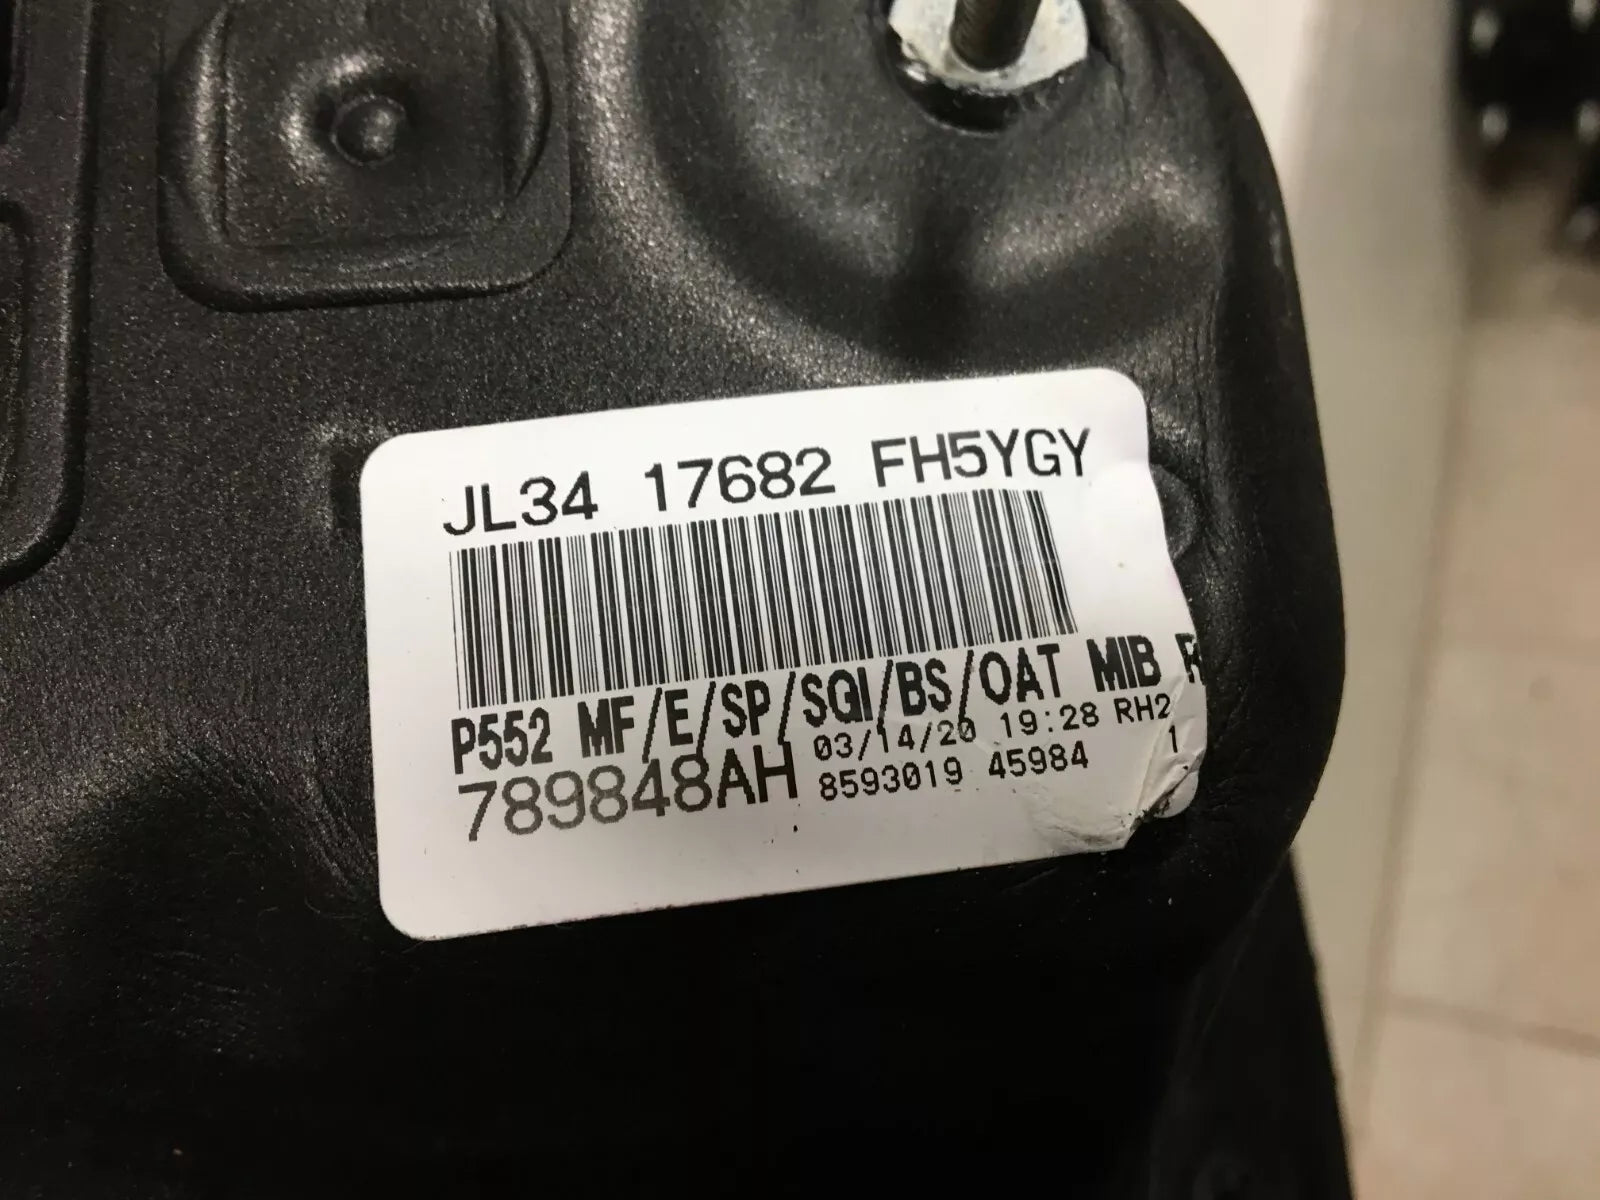 JL34 17682 FH5YGY
P552 MF/E/SP/SQI/BS/OAT MIB
789848AH 03/14/20 19:28 RH2
8593019 45984 1